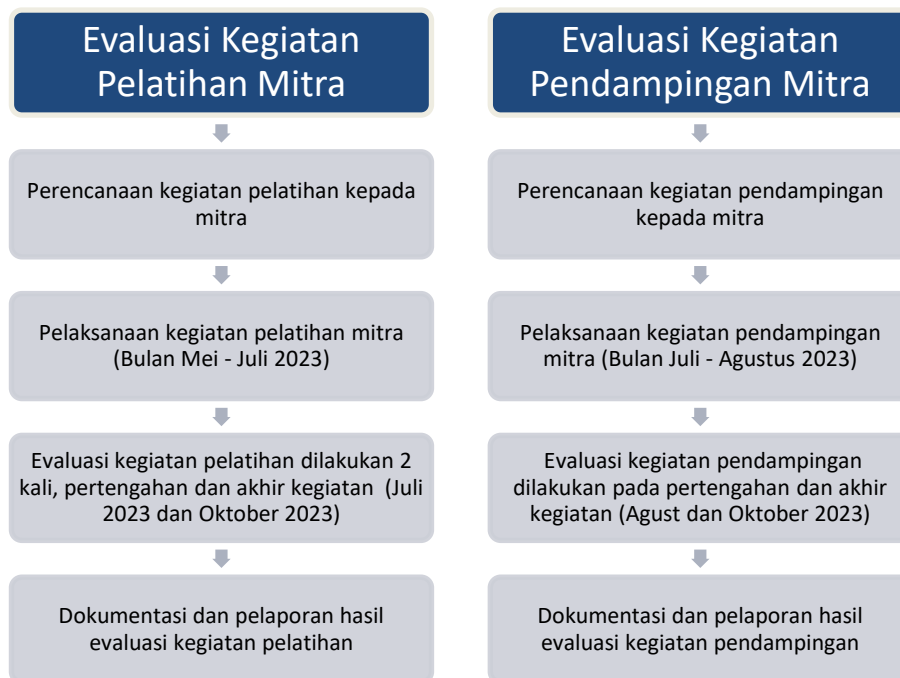 Evaluasi Kegiatan
Pelatihan Mitra
Perencanaan kegiatan pelatihan kepada
mitra
Pelaksanaan kegiatan pelatihan mitra
(Bulan Mei - Juli 2023)
Evaluasi kegiatan pelatihan dilakukan 2
kali, pertengahan dan akhir kegiatan (Juli
2023 dan Oktober 2023)
Dokumentasi dan pelaporan hasil
evaluasi kegiatan pelatihan
Evaluasi Kegiatan
Pendampingan Mitra
Perencanaan kegiatan pendampingan
kepada mitra
Pelaksanaan kegiatan pendampingan
mitra (Bulan Juli - Agustus 2023)
Evaluasi kegiatan pendampingan
dilakukan pada pertengahan dan akhir
kegiatan (Agust dan Oktober 2023)
Dokumentasi dan pelaporan hasil
evaluasi kegiatan pendampingan